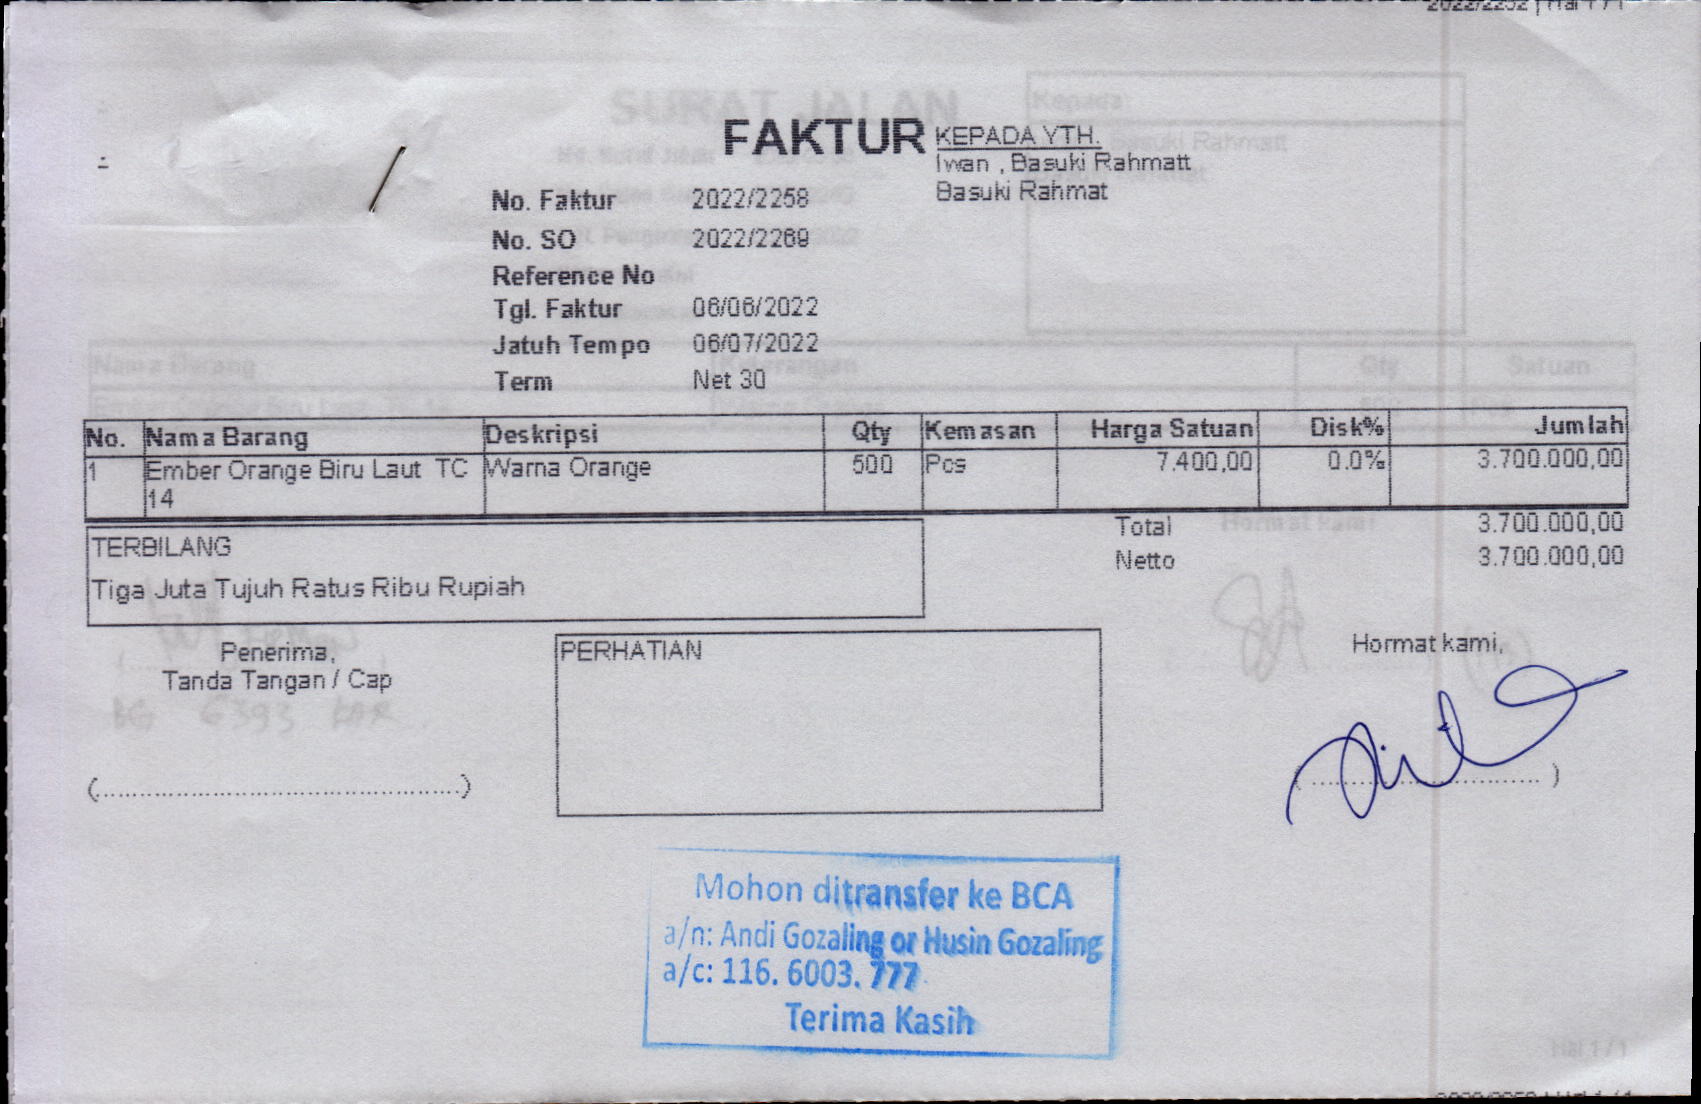 FAKTUR
KEPADA YTH.
Iwan , Basuki Rahmatt
Basuki Rahmat
No. Faktur 2022/2258
No. SO 2022/2269
Reference No
Tgl. Faktur 06/06/2022
Jatuh Tempo 06/07/2022
Term Net 30
No. Nama Barang Deskripsi Qty Kemasan Harga Satuan Disk% Jumlah
1 Ember Orange Biru Laut TC Warna Orange 500 Pcs 7.400,00 0.0% 3.700.000,00
14
Total 3.700.000,00
Netto 3.700.000,00
TERBILANG
Tiga Juta Tujuh Ratus Ribu Rupiah
Penerima,
Tanda Tangan / Cap
(..............................................)
PERHATIAN
Hormat kami,
(.............................. )
Mohon ditransfer ke BCA
a/n: Andi Gozaling or Husin Gozaling
a/c: 116. 6003. 777
Terima Kasih